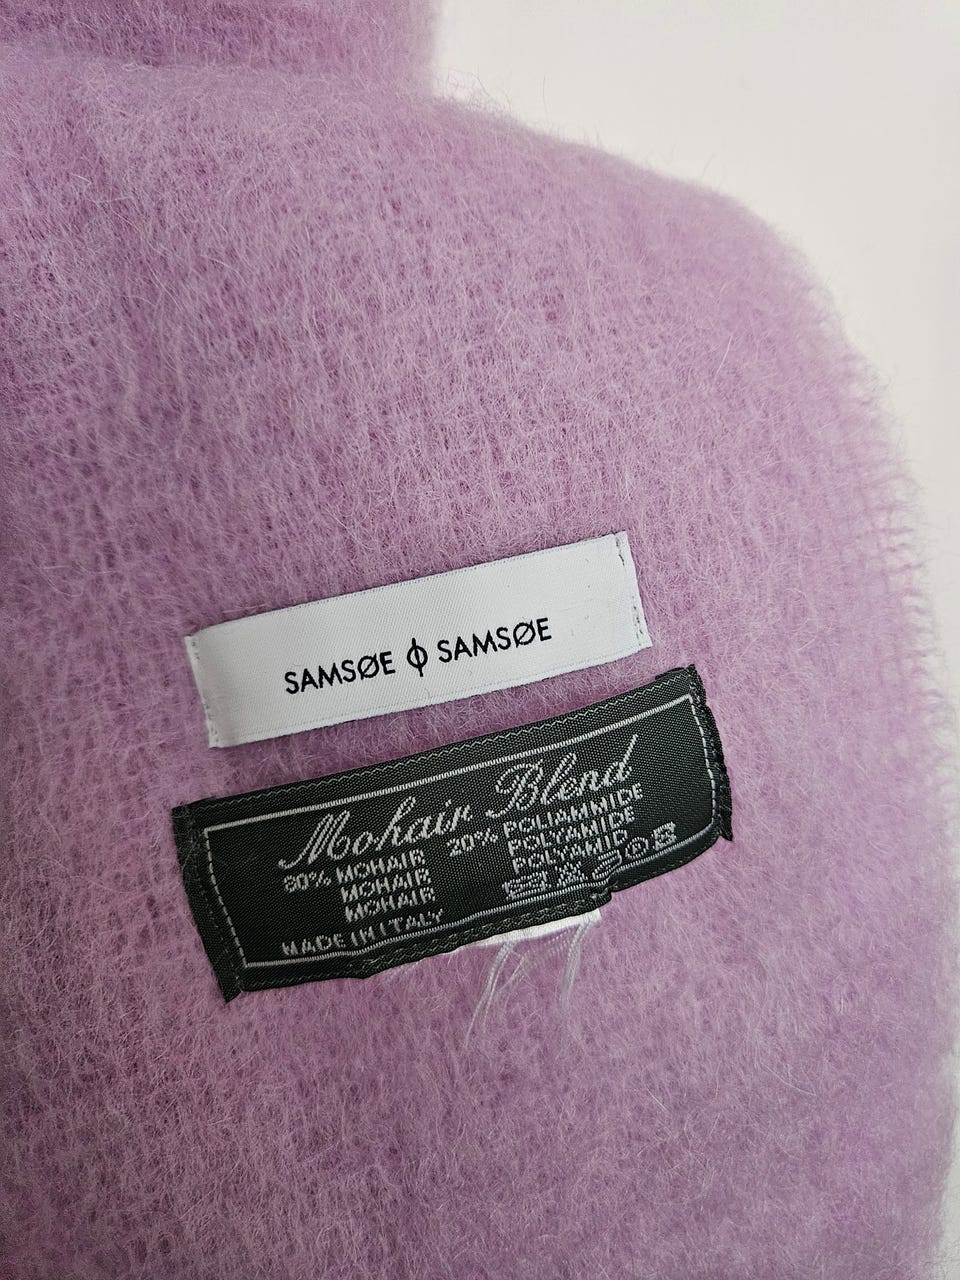 SAMSØE ϕ SAMSØE
Mohair Blend
80% MOHAIR 20% POLIAMMIDE
MOHAIR POLYAMIDE
MOHAIR POLYAMID
MADE IN ITALY